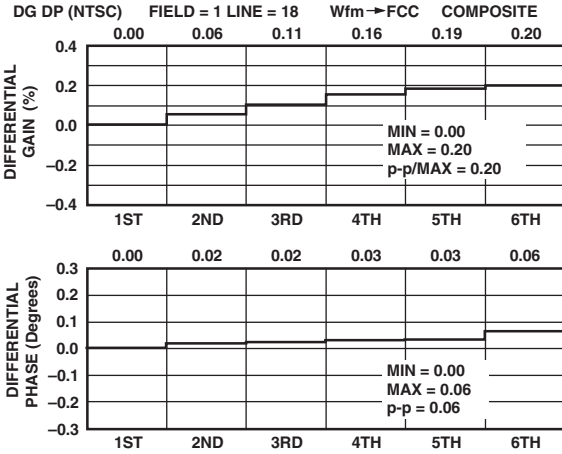 DG DP (NTSC) FIELD = 1 LINE = 18 Wfm→FCC COMPOSITE
0.00 0.06 0.11 0.16 0.19 0.20
DIFFERENTIAL
GAIN (%)
0.4
0.2
0.0
–0.2
–0.4
MIN = 0.00
MAX = 0.20
p-p/MAX = 0.20
1ST 2ND 3RD 4TH 5TH 6TH
0.00 0.02 0.02 0.03 0.03 0.06
DIFFERENTIAL
PHASE (Degrees)
0.3
0.2
0.1
0.0
–0.1
–0.2
–0.3
MIN = 0.00
MAX = 0.06
p-p = 0.06
1ST 2ND 3RD 4TH 5TH 6TH